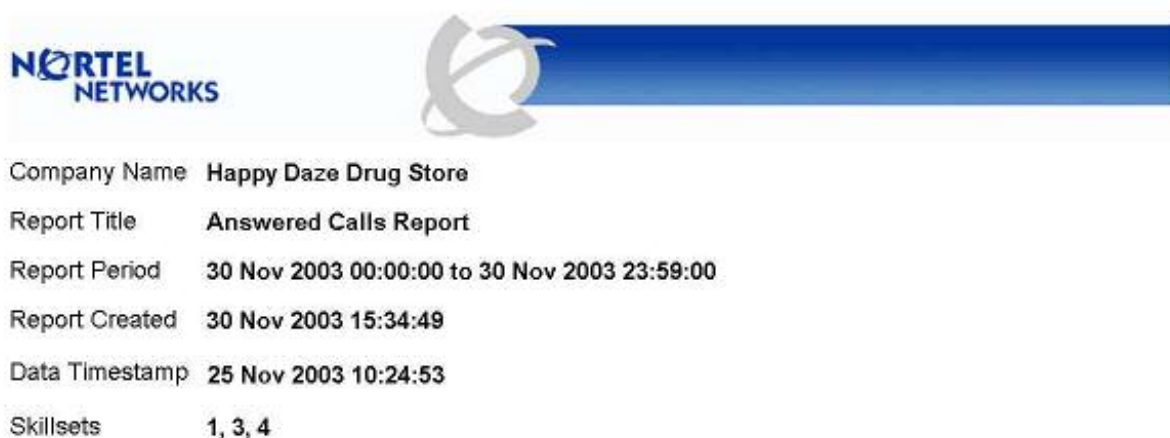 NORTEL
NETWORKS
Company Name Happy Daze Drug Store
Report Title Answered Calls Report
Report Period 30 Nov 2003 00:00:00 to 30 Nov 2003 23:59:00
Report Created 30 Nov 2003 15:34:49
Data Timestamp 25 Nov 2003 10:24:53
Skillsets 1, 3, 4